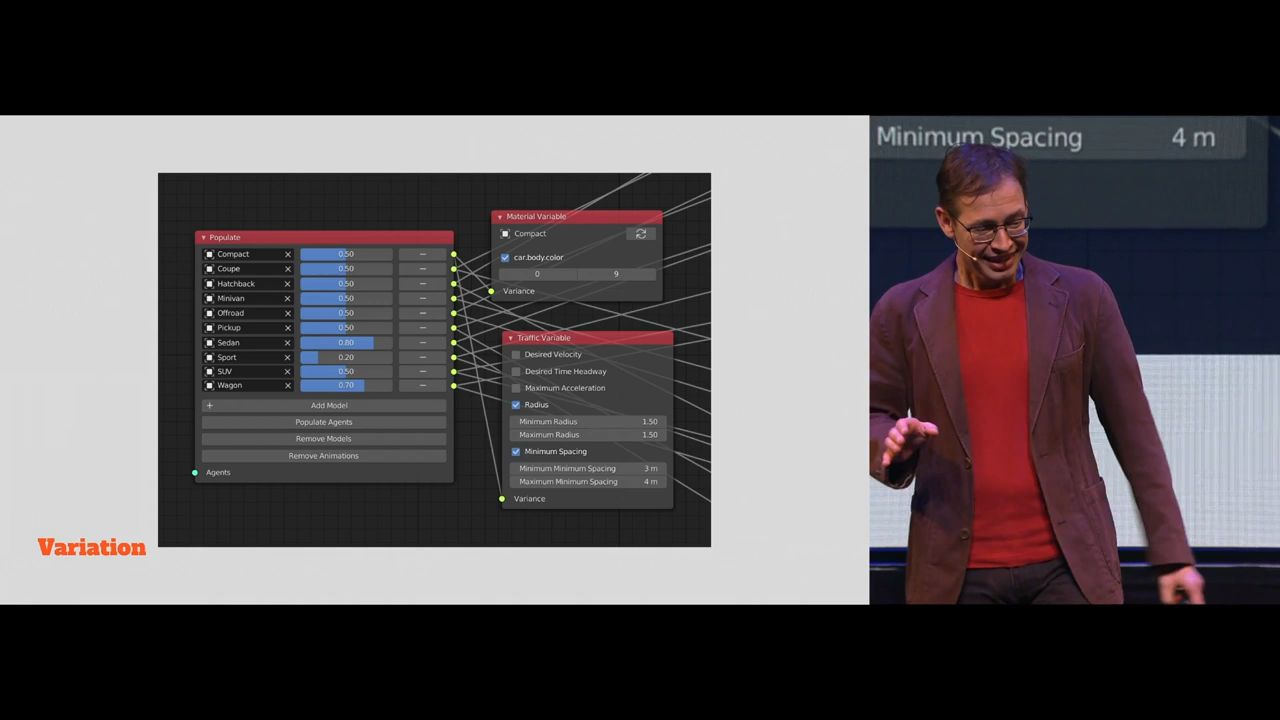 Populate
Compact 0.50
Coupe 0.50
Hatchback 0.50
Minivan 0.50
Offroad 0.50
Pickup 0.50
Sedan 0.80
Sport 0.20
SUV 0.50
Wagon 0.70
Add Model
Populate Agents
Remove Models
Remove Animations
Agents
Material Variable
Compact
car.body.color
0 9
Variance
Traffic Variable
Desired Velocity
Desired Time Headway
Maximum Acceleration
Radius
Minimum Radius 1.50
Maximum Radius 1.50
Minimum Spacing
Minimum Minimum Spacing 3 m
Maximum Minimum Spacing 4 m
Variance
Variation
Minimum Spacing 4 m